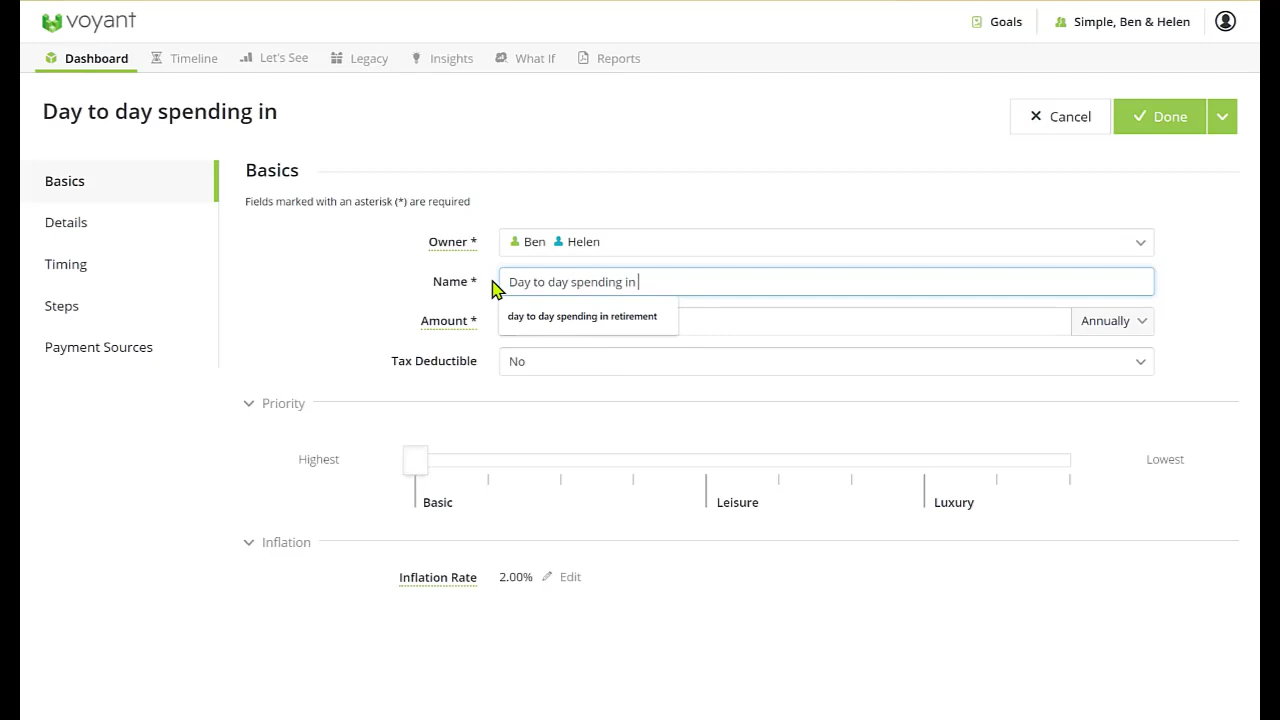 voyant
Goals
Simple, Ben & Helen
Dashboard Timeline Let's See Legacy Insights What If Reports
Day to day spending in
Cancel Done
Basics
Details
Timing
Steps
Payment Sources
Basics
Fields marked with an asterisk (*) are required
Owner * Ben Helen
Name * Day to day spending in
day to day spending in retirement
Amount * Annually
Tax Deductible No
Priority
Highest Lowest
Basic Leisure Luxury
Inflation
Inflation Rate 2.00% Edit